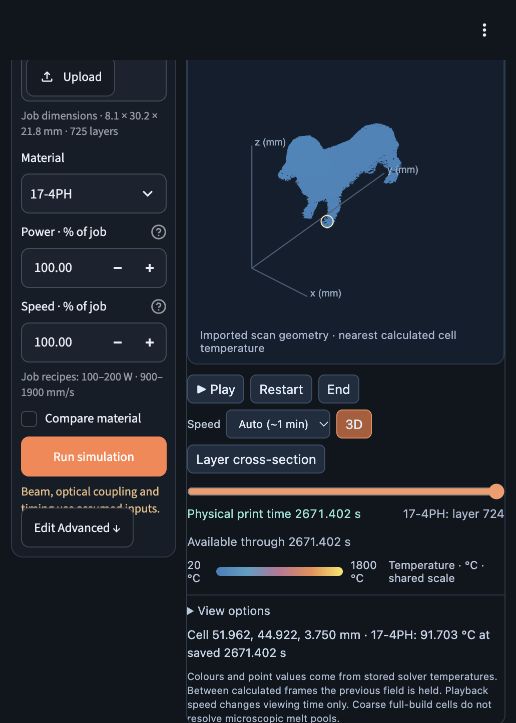 Upload
Job dimensions · 8.1 × 30.2 ×
21.8 mm · 725 layers
Material
17-4PH
Power · % of job
100.00 − +
Speed · % of job
100.00 − +
Job recipes: 100–200 W · 900–
1900 mm/s
Compare material
Run simulation
Beam, optical coupling and
timing use assumed inputs.
Edit Advanced ↓
z (mm)
y (mm)
x (mm)
Imported scan geometry · nearest calculated cell
temperature
Play Restart End
Speed Auto (~1 min) 3D
Layer cross-section
Physical print time 2671.402 s 17-4PH: layer 724
Available through 2671.402 s
20
°C
1800
°C
Temperature · °C ·
shared scale
View options
Cell 51.962, 44.922, 3.750 mm · 17-4PH: 91.703 °C at
saved 2671.402 s
Colours and point values come from stored solver temperatures.
Between calculated frames the previous field is held. Playback
speed changes viewing time only. Coarse full-build cells do not
resolve microscopic melt pools.